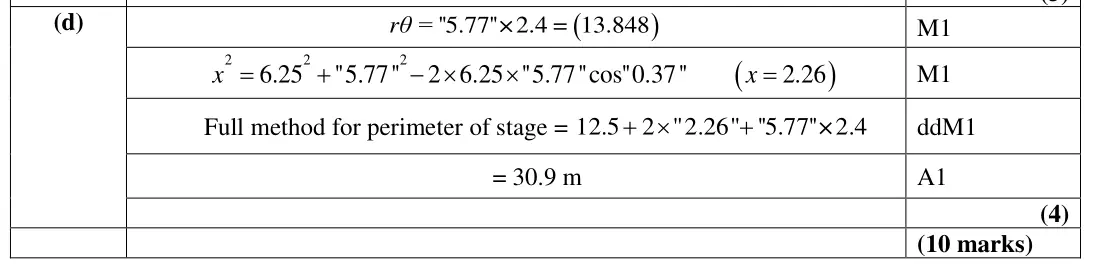 (3)
(d) rθ = "5.77"×2.4 = (13.848) M1
x² = 6.25² + "5.77"² − 2×6.25×"5.77"cos"0.37" (x = 2.26) M1
Full method for perimeter of stage = 12.5 + 2×"2.26"+ "5.77"×2.4 ddM1
= 30.9 m A1
(4)
(10 marks)